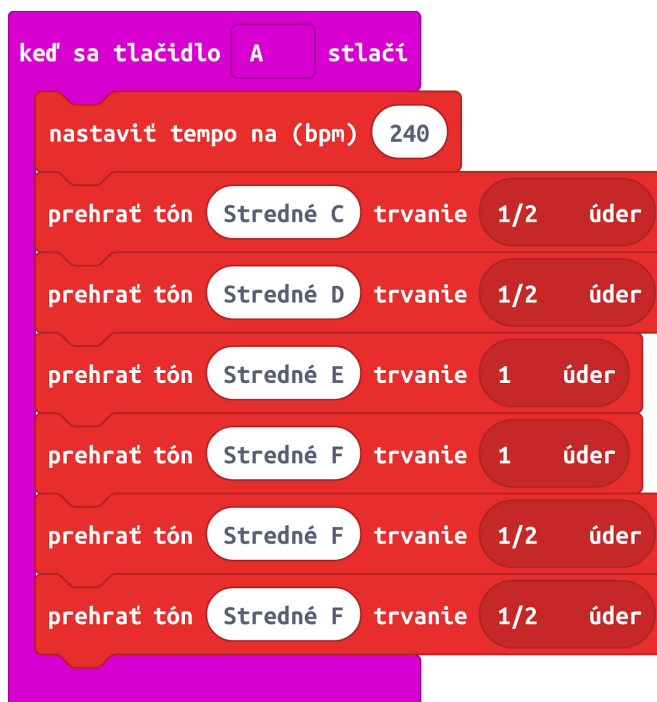 keď sa tlačidlo A stlačí
nastaviť tempo na (bpm) 240
prehrať tón Stredné C trvanie 1/2 úder
prehrať tón Stredné D trvanie 1/2 úder
prehrať tón Stredné E trvanie 1 úder
prehrať tón Stredné F trvanie 1 úder
prehrať tón Stredné F trvanie 1/2 úder
prehrať tón Stredné F trvanie 1/2 úder